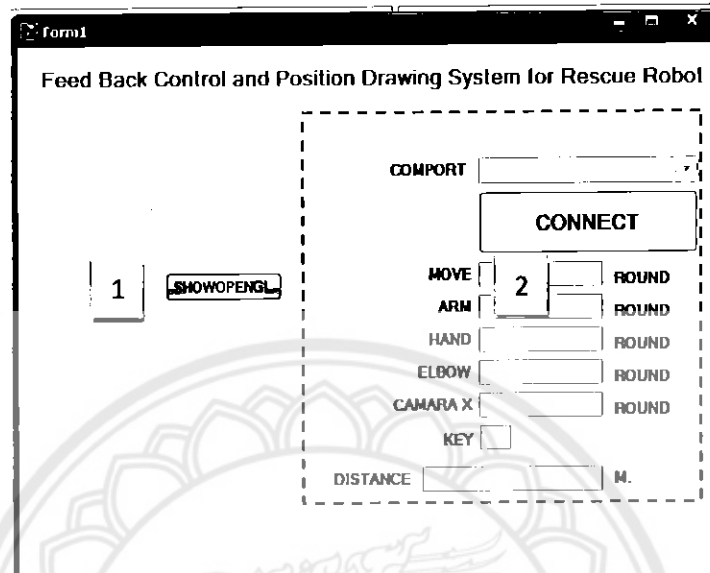 form1
Feed Back Control and Position Drawing System for Rescue Robot
COMPORT
CONNECT
1 SHOWOPENGL
MOVE 2 ROUND
ARM ROUND
HAND ROUND
ELBOW ROUND
CAMARA X ROUND
KEY
DISTANCE M.